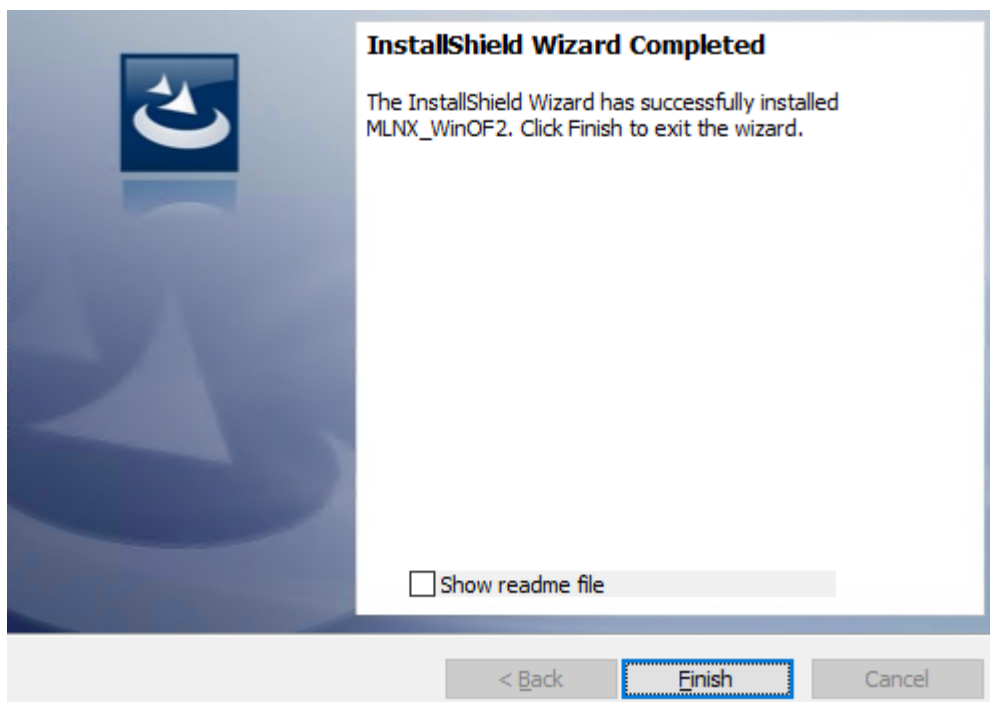 InstallShield Wizard Completed
The InstallShield Wizard has successfully installed
MLNX_WinOF2. Click Finish to exit the wizard.
Show readme file
< Back
Finish
Cancel